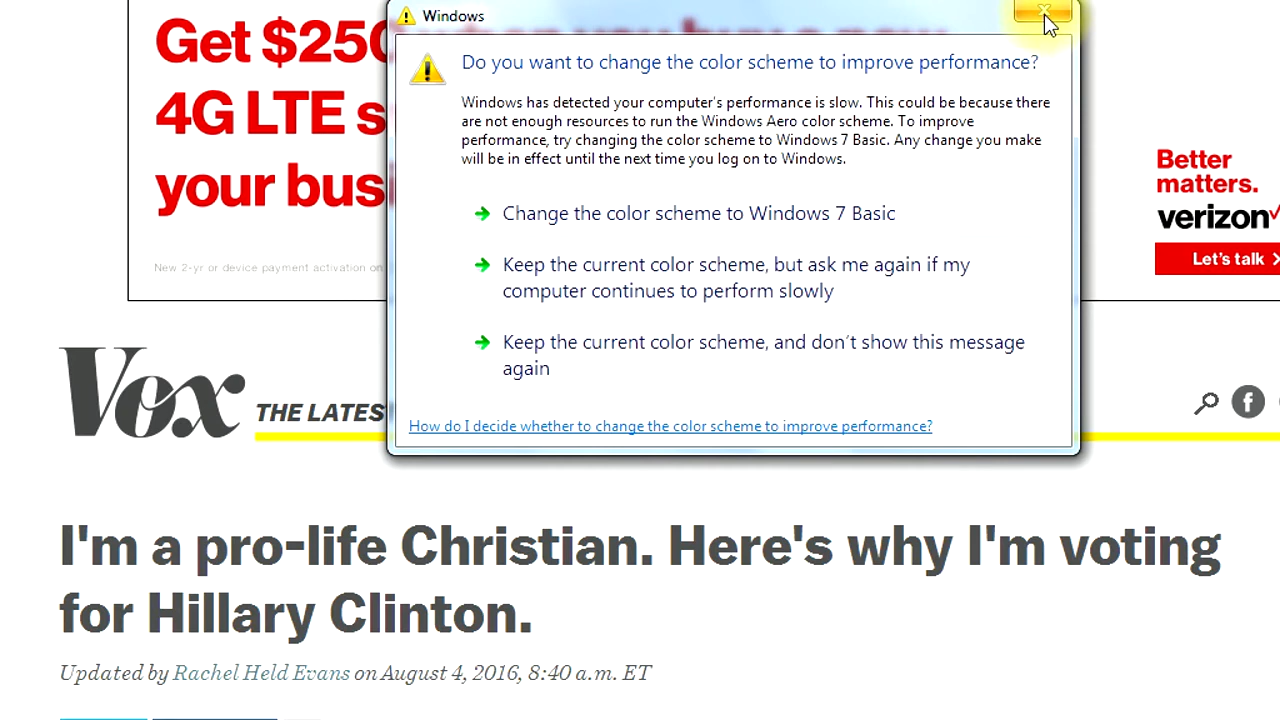 Windows
Do you want to change the color scheme to improve performance?
Windows has detected your computer's performance is slow. This could be because there
are not enough resources to run the Windows Aero color scheme. To improve
performance, try changing the color scheme to Windows 7 Basic. Any change you make
will be in effect until the next time you log on to Windows.
Change the color scheme to Windows 7 Basic
Keep the current color scheme, but ask me again if my
computer continues to perform slowly
Keep the current color scheme, and don't show this message
again
How do I decide whether to change the color scheme to improve performance?
Get $250
4G LTE s
your busi
New 2-yr or device payment activation on
Better
matters.
verizon
Let's talk
Vox THE LATES
I'm a pro-life Christian. Here's why I'm voting
for Hillary Clinton.
Updated by Rachel Held Evans on August 4, 2016, 8:40 a.m. ET